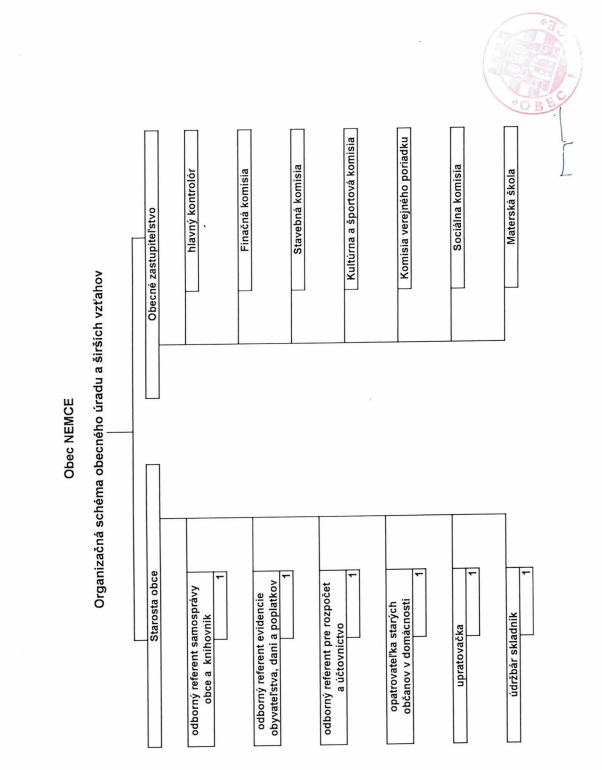 Obec NEMCE
Organizačná schéma obecného úradu a širších vzťahov
Starosta obce
odborný referent samosprávy
obce a knihovnik
1
odborný referent evidencie
obyvateľstva, daní a poplatkov
1
odborný referent pre rozpočet
a účtovníctvo
1
opatrovateľka starých
občanov v domácnosti
1
upratovačka
1
údržbár skladník
1
Obecné zastupiteľstvo
hlavný kontrolór
Finačná komisia
Stavebná komisia
Kultúrna a športová komisia
Komisia verejného poriadku
Sociálna komisia
Materská škola
OBEC